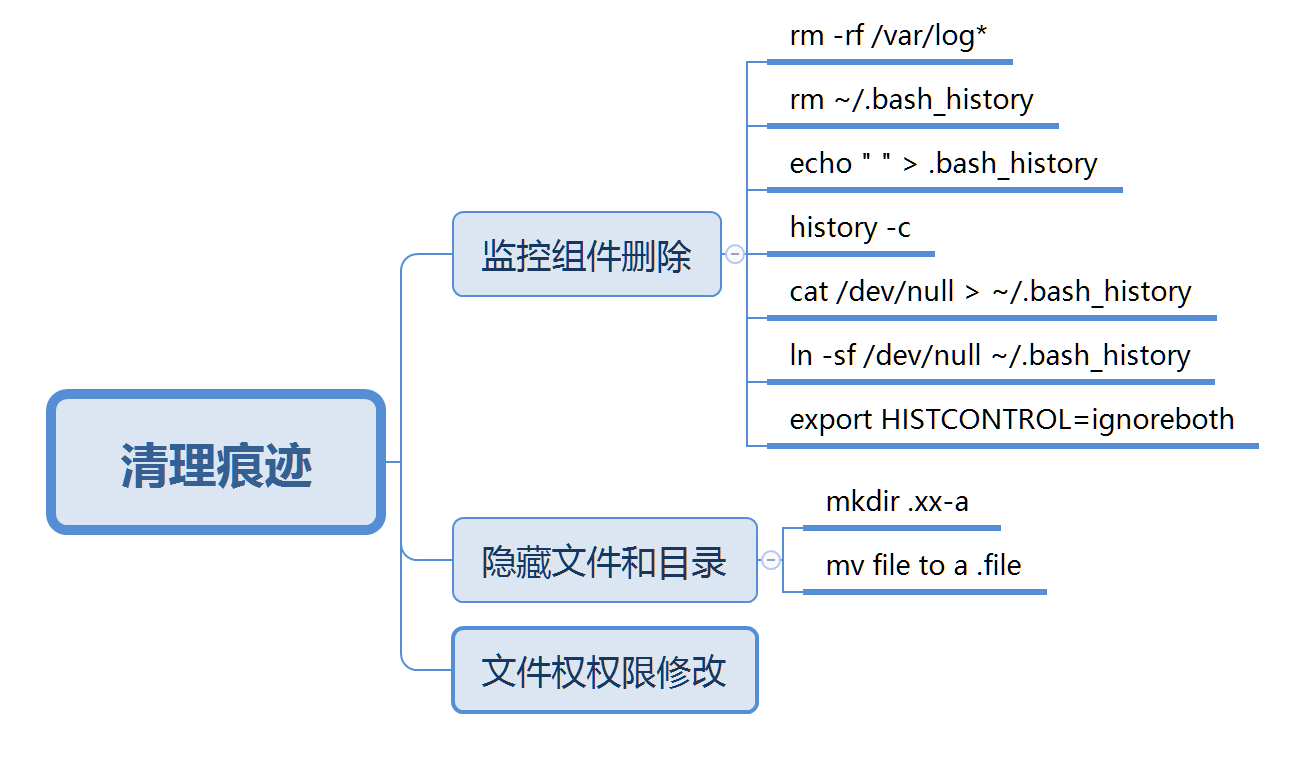 清理痕迹
监控组件删除
rm -rf /var/log*
rm ~/.bash_history
echo " " > .bash_history
history -c
cat /dev/null > ~/.bash_history
ln -sf /dev/null ~/.bash_history
export HISTCONTROL=ignoreboth
隐藏文件和目录
mkdir .xx-a
mv file to a .file
文件权权限修改